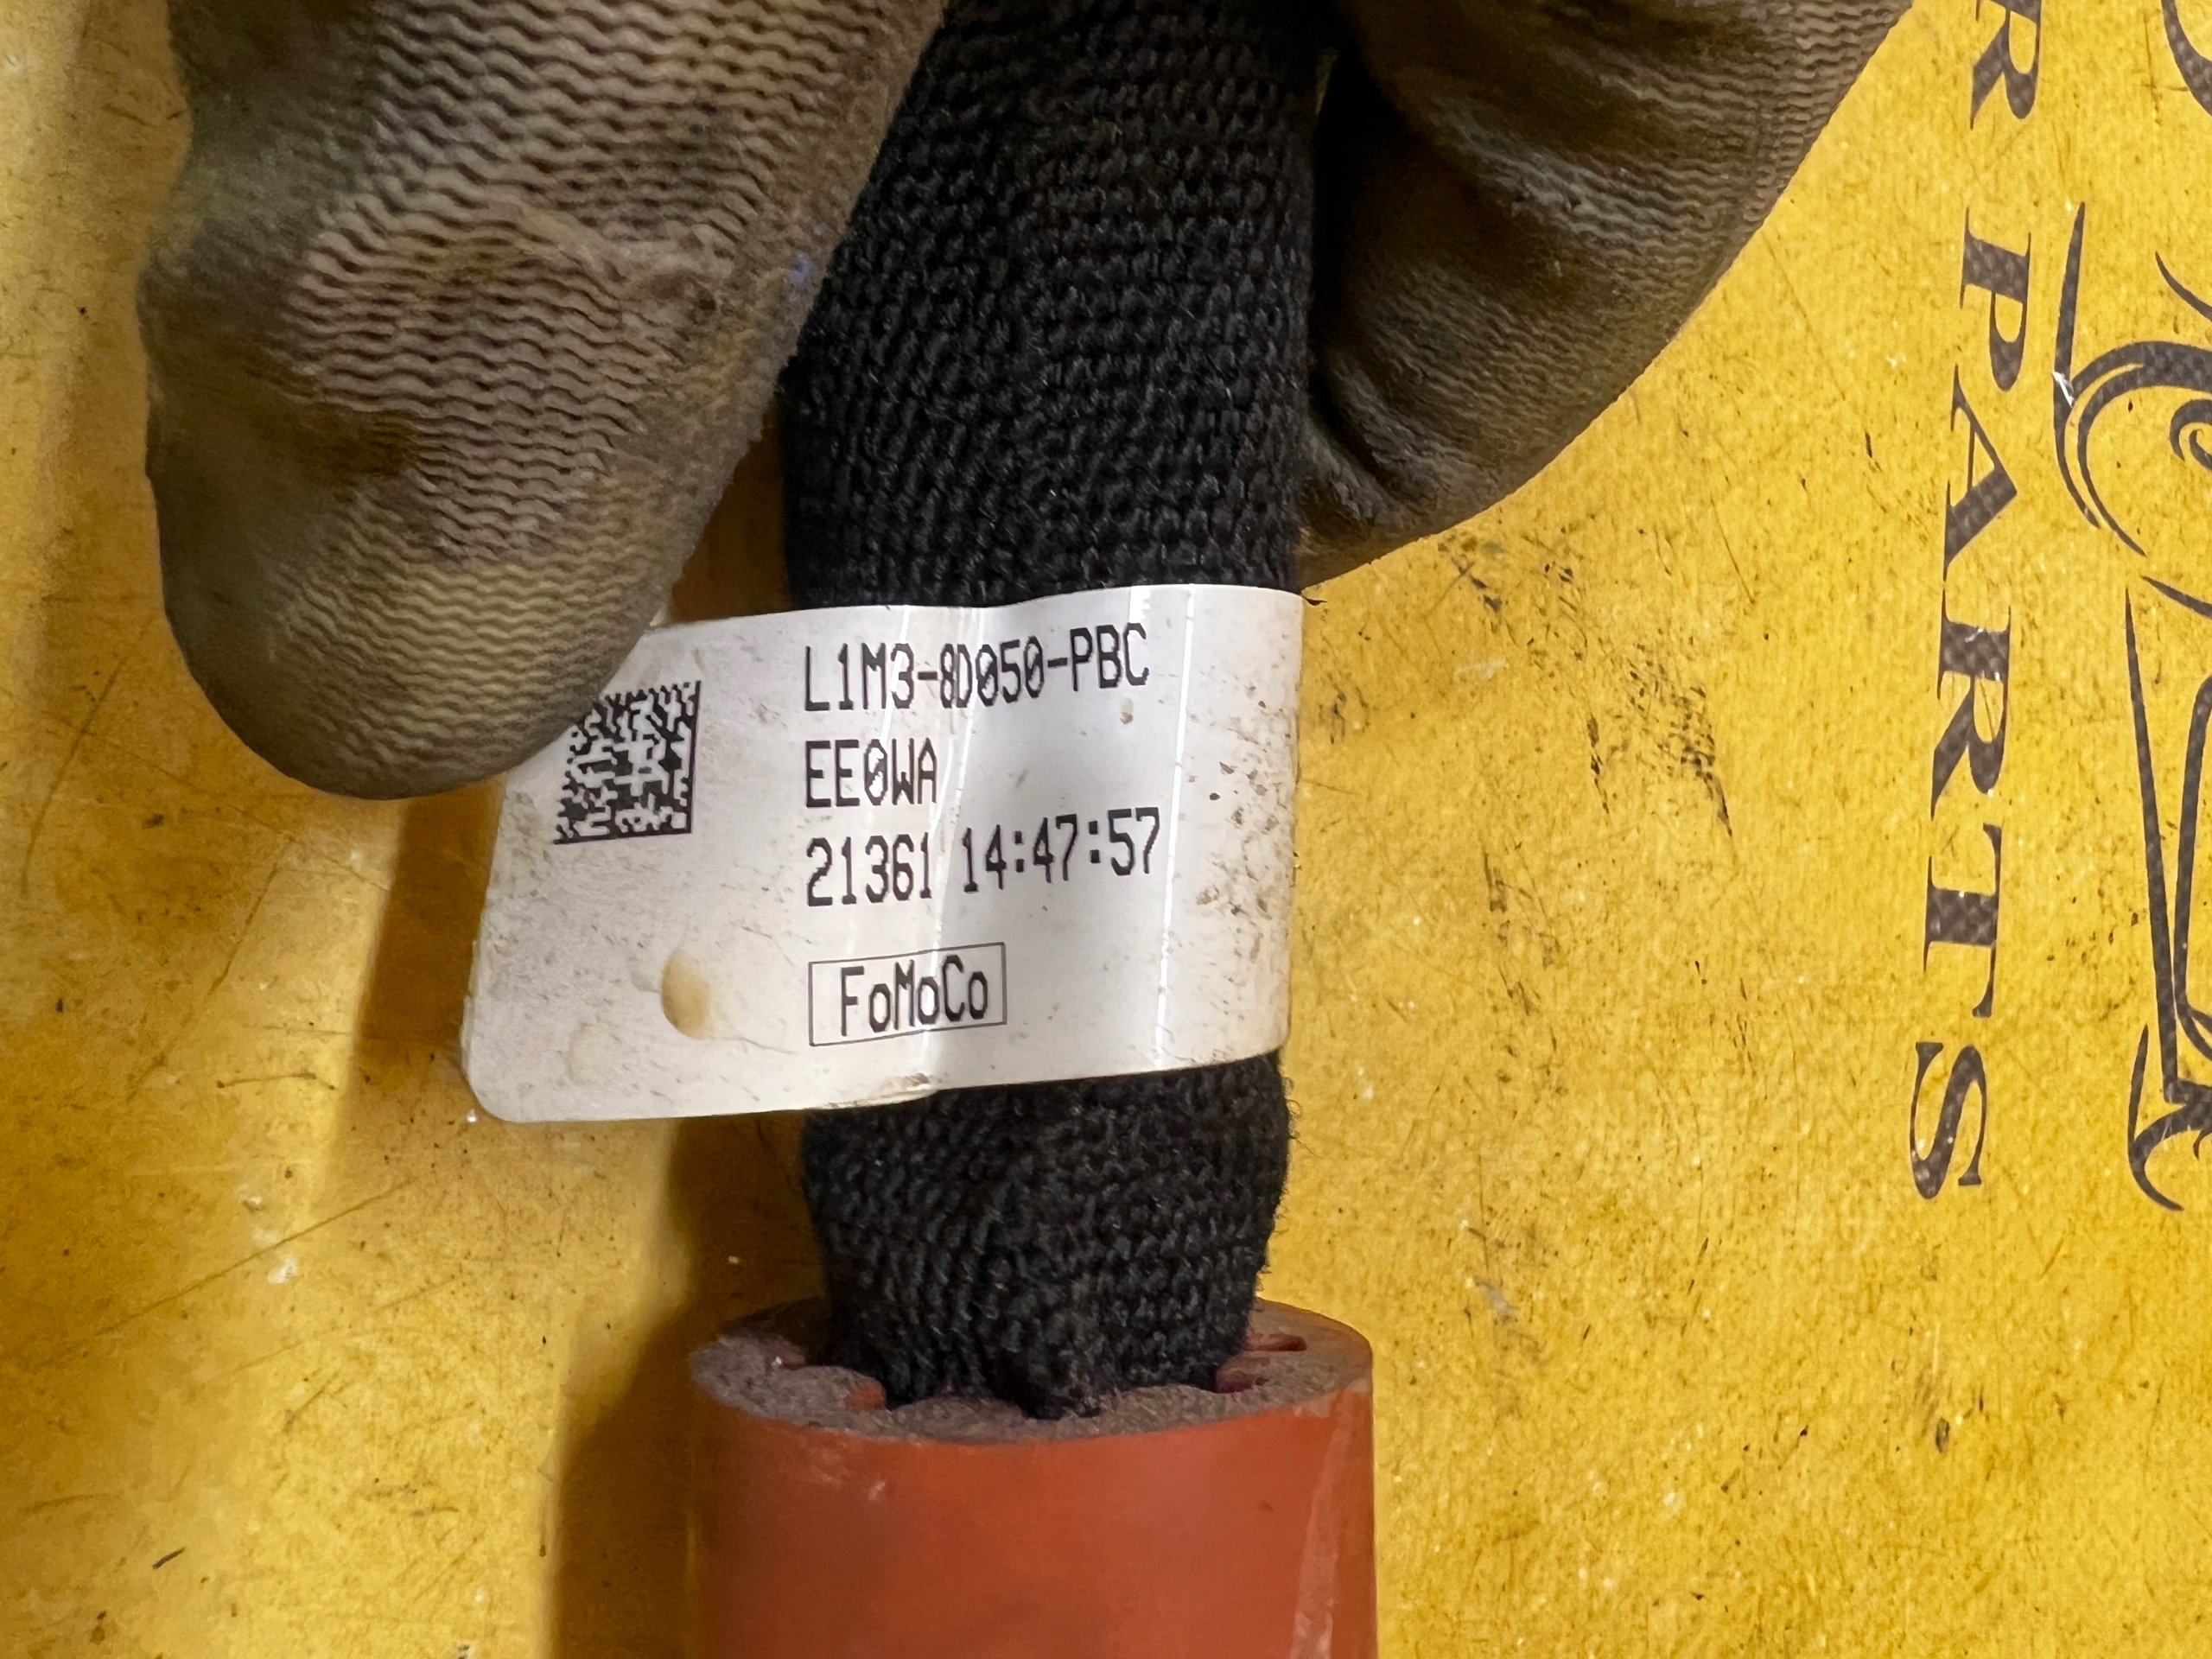 L1M3-8D050-PBC
EE0WA
21361 14:47:57
FoMoCo
R PARTS